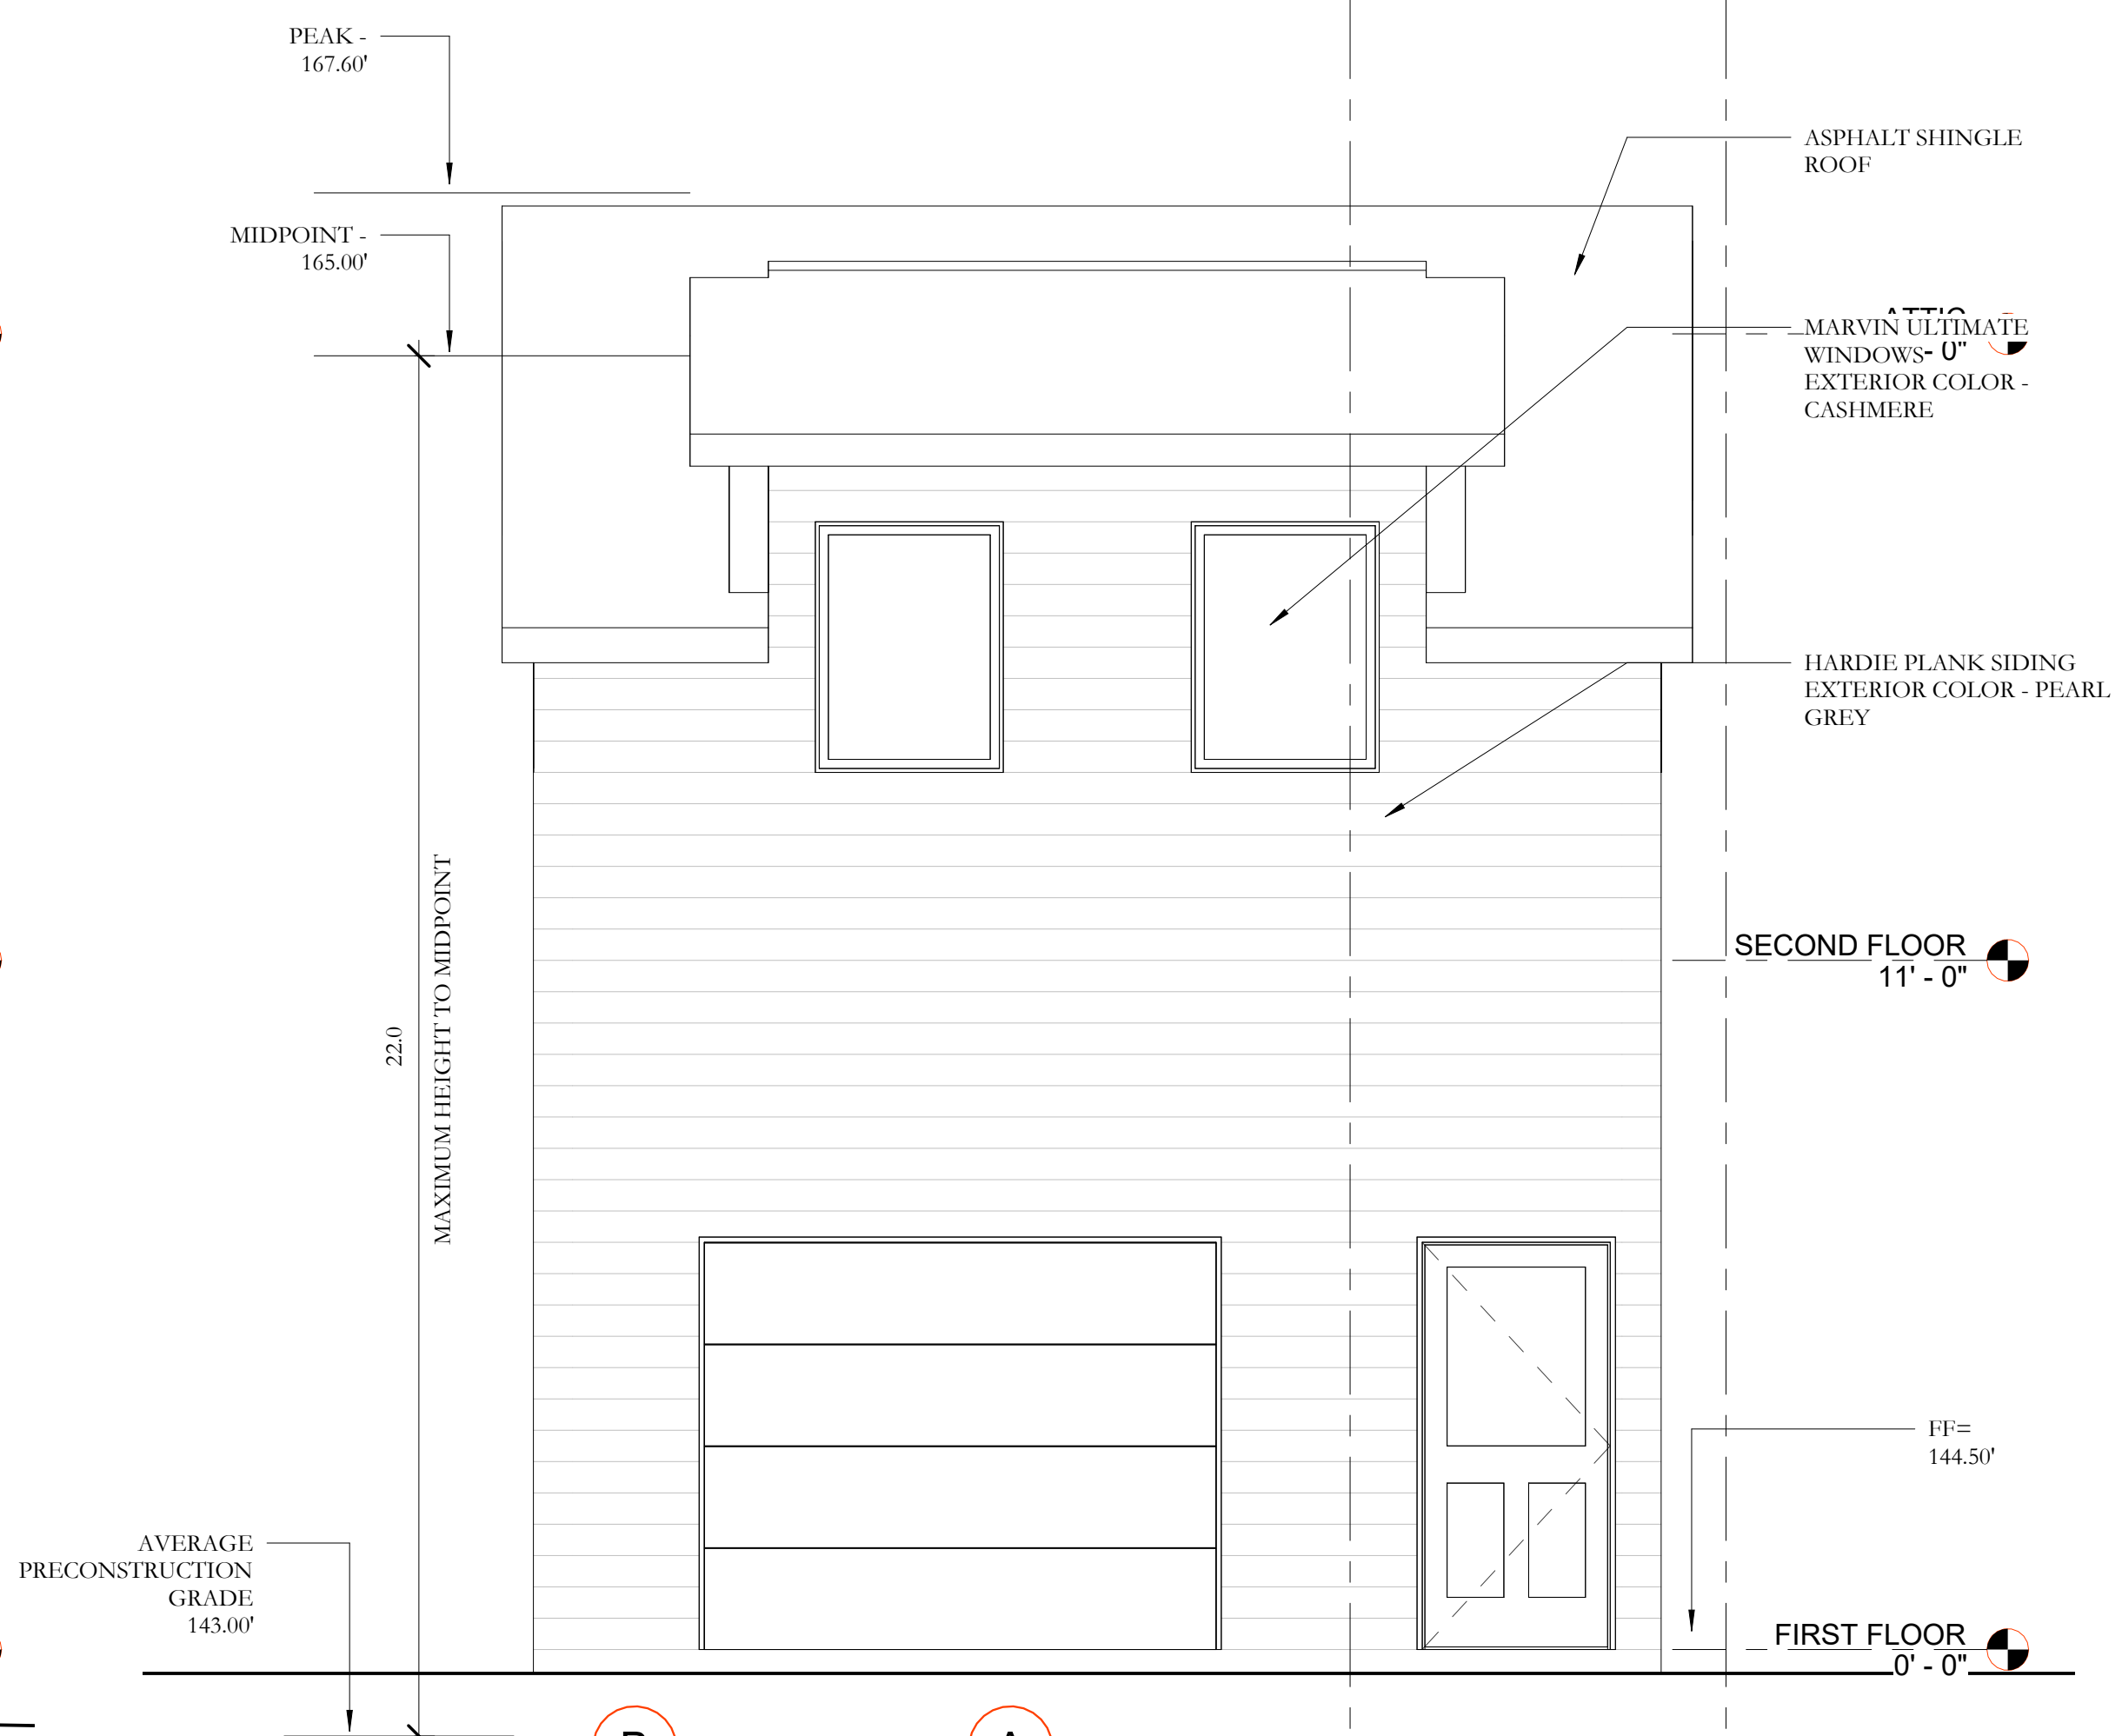 PEAK -
167.60'
MIDPOINT -
165.00'
ASPHALT SHINGLE
ROOF
ATTIC
MARVIN ULTIMATE
WINDOWS
- 0"
EXTERIOR COLOR -
CASHMERE
HARDIE PLANK SIDING
EXTERIOR COLOR - PEARL
GREY
MAXIMUM HEIGHT TO MIDPOINT
22.0
SECOND FLOOR
11' - 0"
FF=
144.50'
AVERAGE
PRECONSTRUCTION
GRADE
143.00'
FIRST FLOOR
0' - 0"